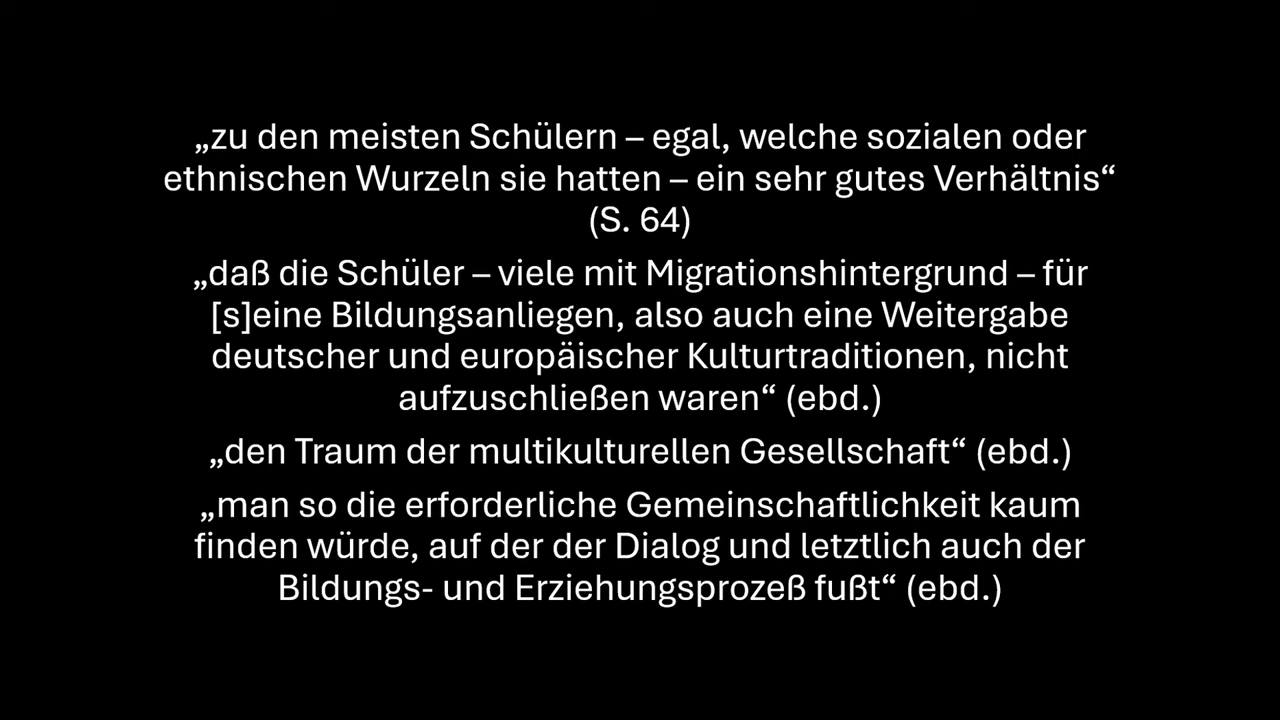 „zu den meisten Schülern – egal, welche sozialen oder
ethnischen Wurzeln sie hatten – ein sehr gutes Verhältnis“
(S. 64)
„daß die Schüler – viele mit Migrationshintergrund – für
[s]eine Bildungsanliegen, also auch eine Weitergabe
deutscher und europäischer Kulturtraditionen, nicht
aufzuschließen waren“ (ebd.)
„den Traum der multikulturellen Gesellschaft“ (ebd.)
„man so die erforderliche Gemeinschaftlichkeit kaum
finden würde, auf der der Dialog und letztlich auch der
Bildungs- und Erziehungsprozeß fußt“ (ebd.)